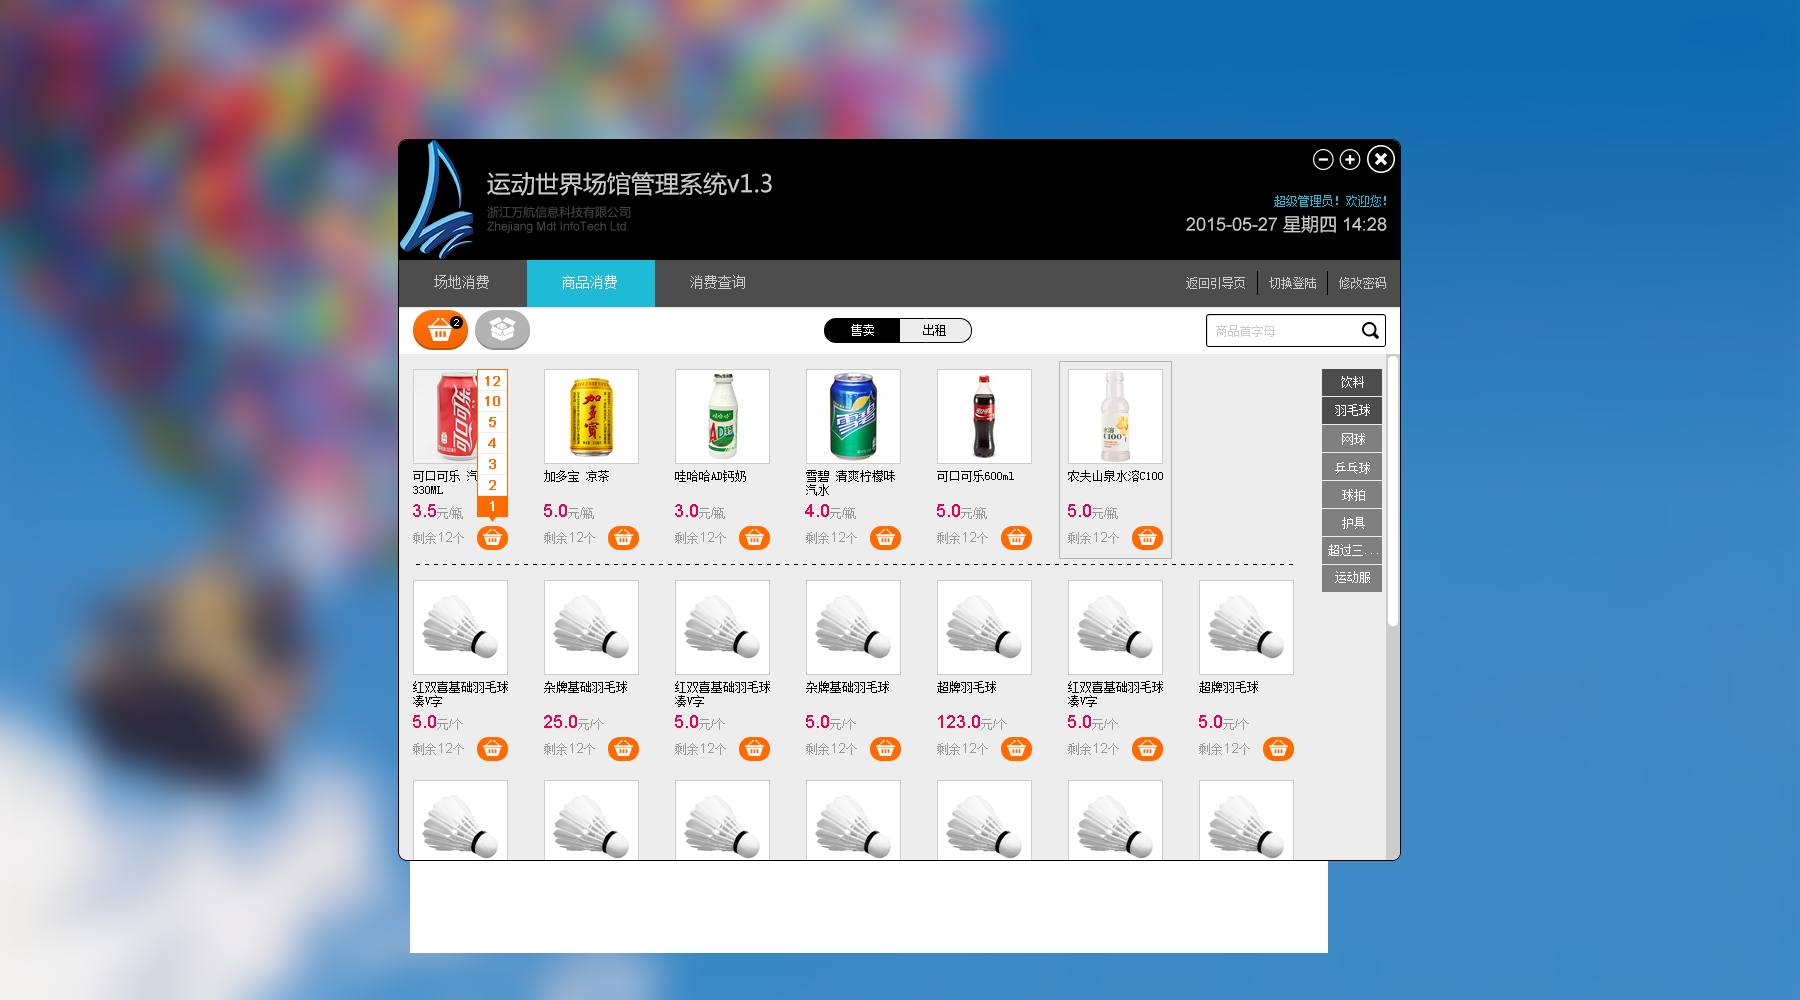 运动世界场馆管理系统v1.3
浙江万航信息科技有限公司
Zhejiang Mdt InfoTech Ltd.
超级管理员！欢迎您！
2015-05-27 星期四 14:28
场地消费 商品消费 消费查询 返回引导页 切换登陆 修改密码
2 售卖 出租 商品首字母
12
10
5
4
3
2
1
可口可乐 汽
330ML
3.5元/瓶
剩余12个
加多宝 凉茶
5.0元/瓶
剩余12个
哇哈哈AD钙奶
3.0元/瓶
剩余12个
雪碧 清爽柠檬味
汽水
4.0元/瓶
剩余12个
可口可乐600ml
5.0元/瓶
剩余12个
农夫山泉水溶C100
5.0元/瓶
剩余12个
饮料
羽毛球
网球
乒乓球
球拍
护具
超过三...
运动服
红双喜基础羽毛球
凑V字
5.0元/个
剩余12个
杂牌基础羽毛球
25.0元/个
剩余12个
红双喜基础羽毛球
凑V字
5.0元/个
剩余12个
杂牌基础羽毛球
5.0元/个
剩余12个
超牌羽毛球
123.0元/个
剩余12个
红双喜基础羽毛球
凑V字
5.0元/个
剩余12个
超牌羽毛球
5.0元/个
剩余12个